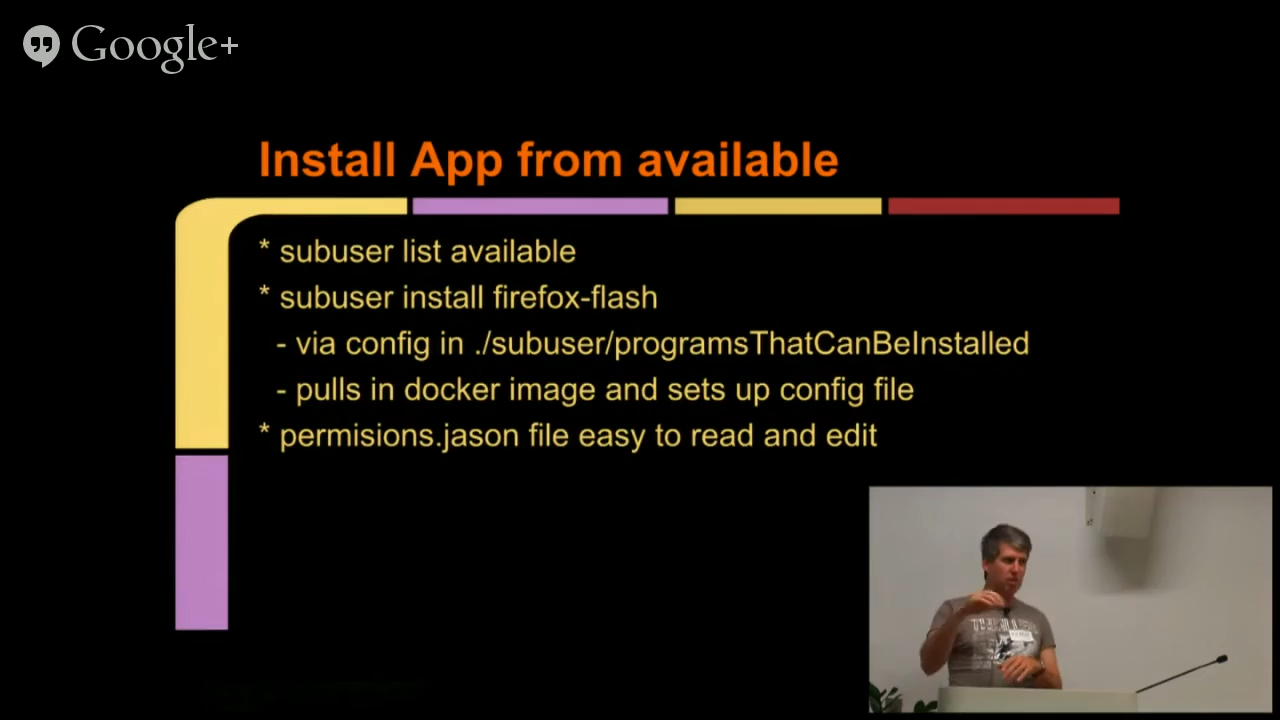 Google+
Install App from available
* subuser list available
* subuser install firefox-flash
- via config in ./subuser/programsThatCanBeInstalled
- pulls in docker image and sets up config file
* permisions.jason file easy to read and edit